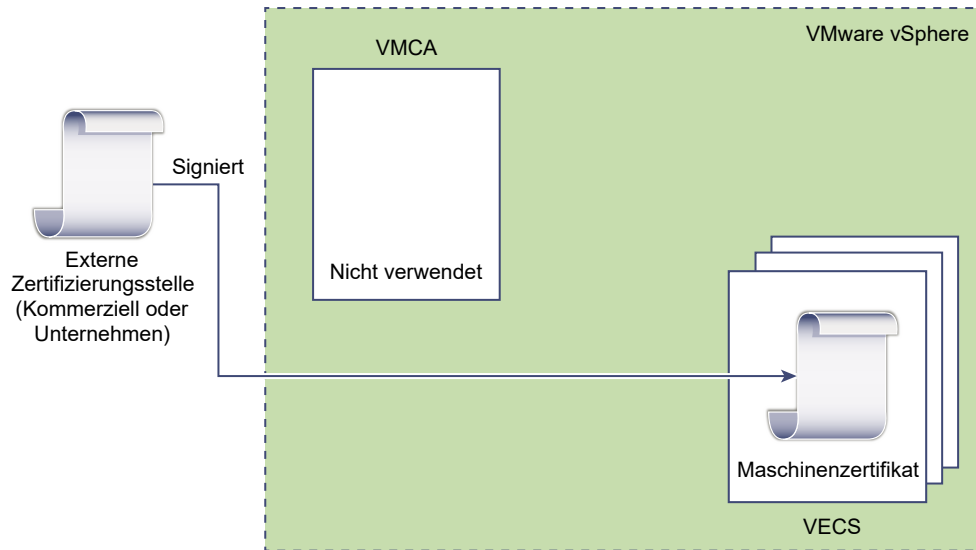 VMware vSphere
VMCA
Signiert
Externe
Zertifizierungsstelle
(Kommerziell oder
Unternehmen)
Nicht verwendet
Maschinenzertifikat
VECS